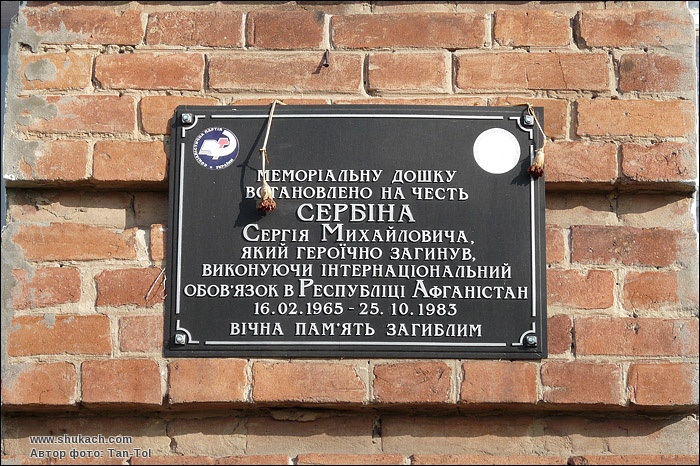 МЕМОРІАЛЬНУ ДОШКУ
ВСТАНОВЛЕНО НА ЧЕСТЬ
СЕРБІНА
СЕРГІЯ МИХАЙЛОВИЧА,
ЯКИЙ ГЕРОЇЧНО ЗАГИНУВ,
ВИКОНУЮЧИ ІНТЕРНАЦІОНАЛЬНИЙ
ОБОВ'ЯЗОК В РЕСПУБЛІЦІ АФГАНІСТАН
16.02.1965 - 25.10.1983
ВІЧНА ПАМ'ЯТЬ ЗАГИБЛИМ
www.shukach.com
Автор фото: Tan-Tol